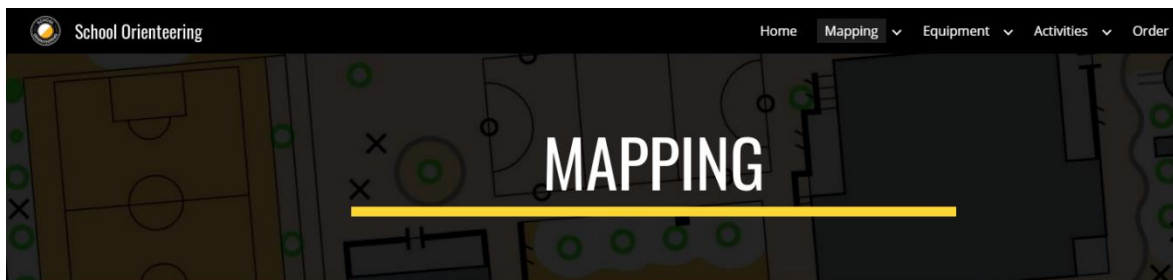 School Orienteering
Home Mapping Equipment Activities Order
MAPPING